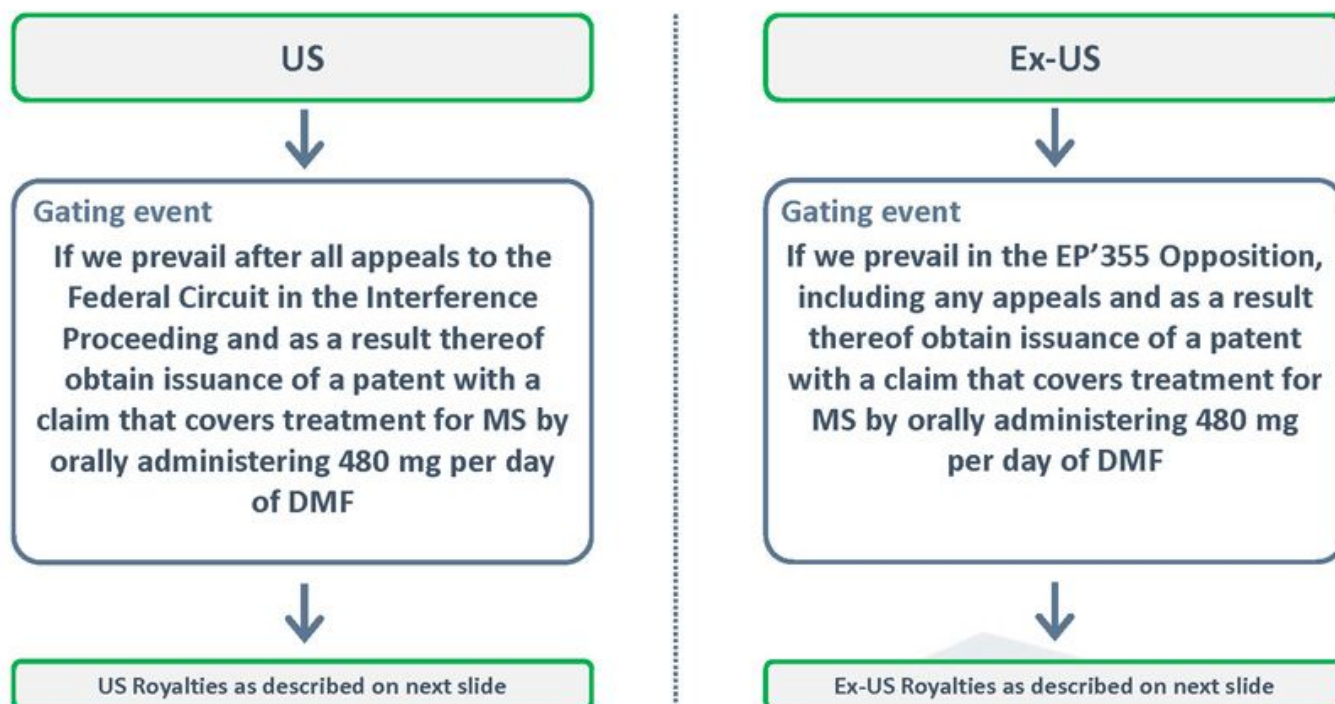 US
Gating event
If we prevail after all appeals to the
Federal Circuit in the Interference
Proceeding and as a result thereof
obtain issuance of a patent with a
claim that covers treatment for MS by
orally administering 480 mg per day
of DMF
US Royalties as described on next slide
Ex-US
Gating event
If we prevail in the EP’355 Opposition,
including any appeals and as a result
thereof obtain issuance of a patent
with a claim that covers treatment for
MS by orally administering 480 mg
per day of DMF
Ex-US Royalties as described on next slide